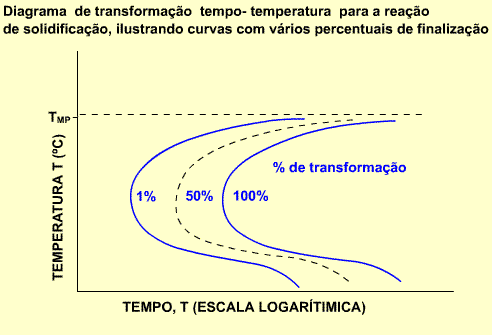 Diagrama de transformação tempo- temperatura para a reação
de solidificação, ilustrando curvas com vários percentuais de finalização
TMP
% de transformação
1% 50% 100%
TEMPERATURA T (ºC)
TEMPO, T (ESCALA LOGARÍTIMICA)